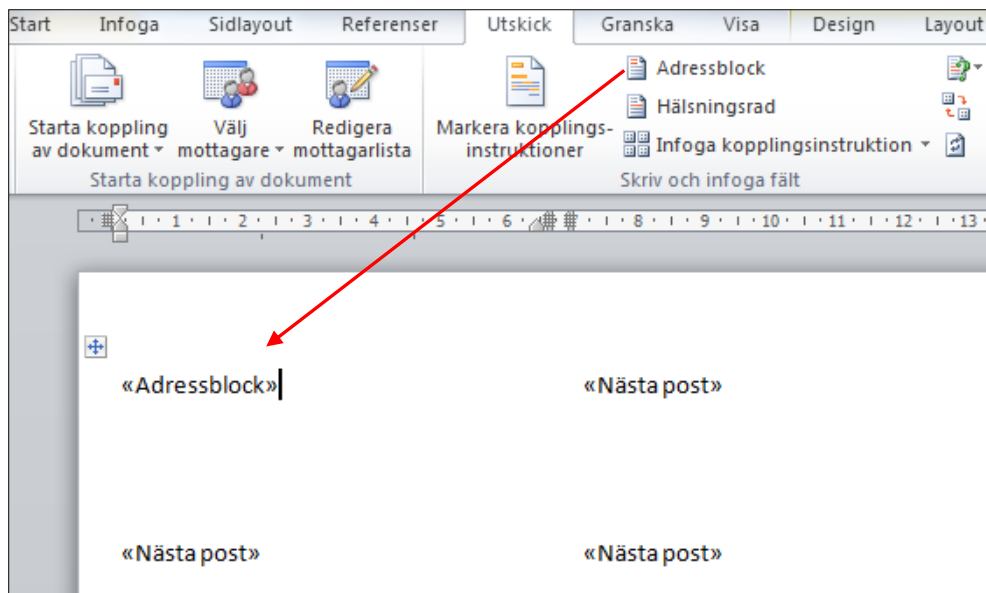 Start Infoga Sidlayout Referenser Utskick Granska Visa Design Layout
Starta koppling
av dokument
Välj
mottagare
Redigera
mottagarlista
Markera kopplings-
instruktioner
Adressblock
Hälsningsrad
Infoga kopplingsinstruktion
Starta koppling av dokument
Skriv och infoga fält
1 2 3 4 5 6 8 9 10 11 12 13
«Adressblock» «Nästa post»
«Nästa post» «Nästa post»